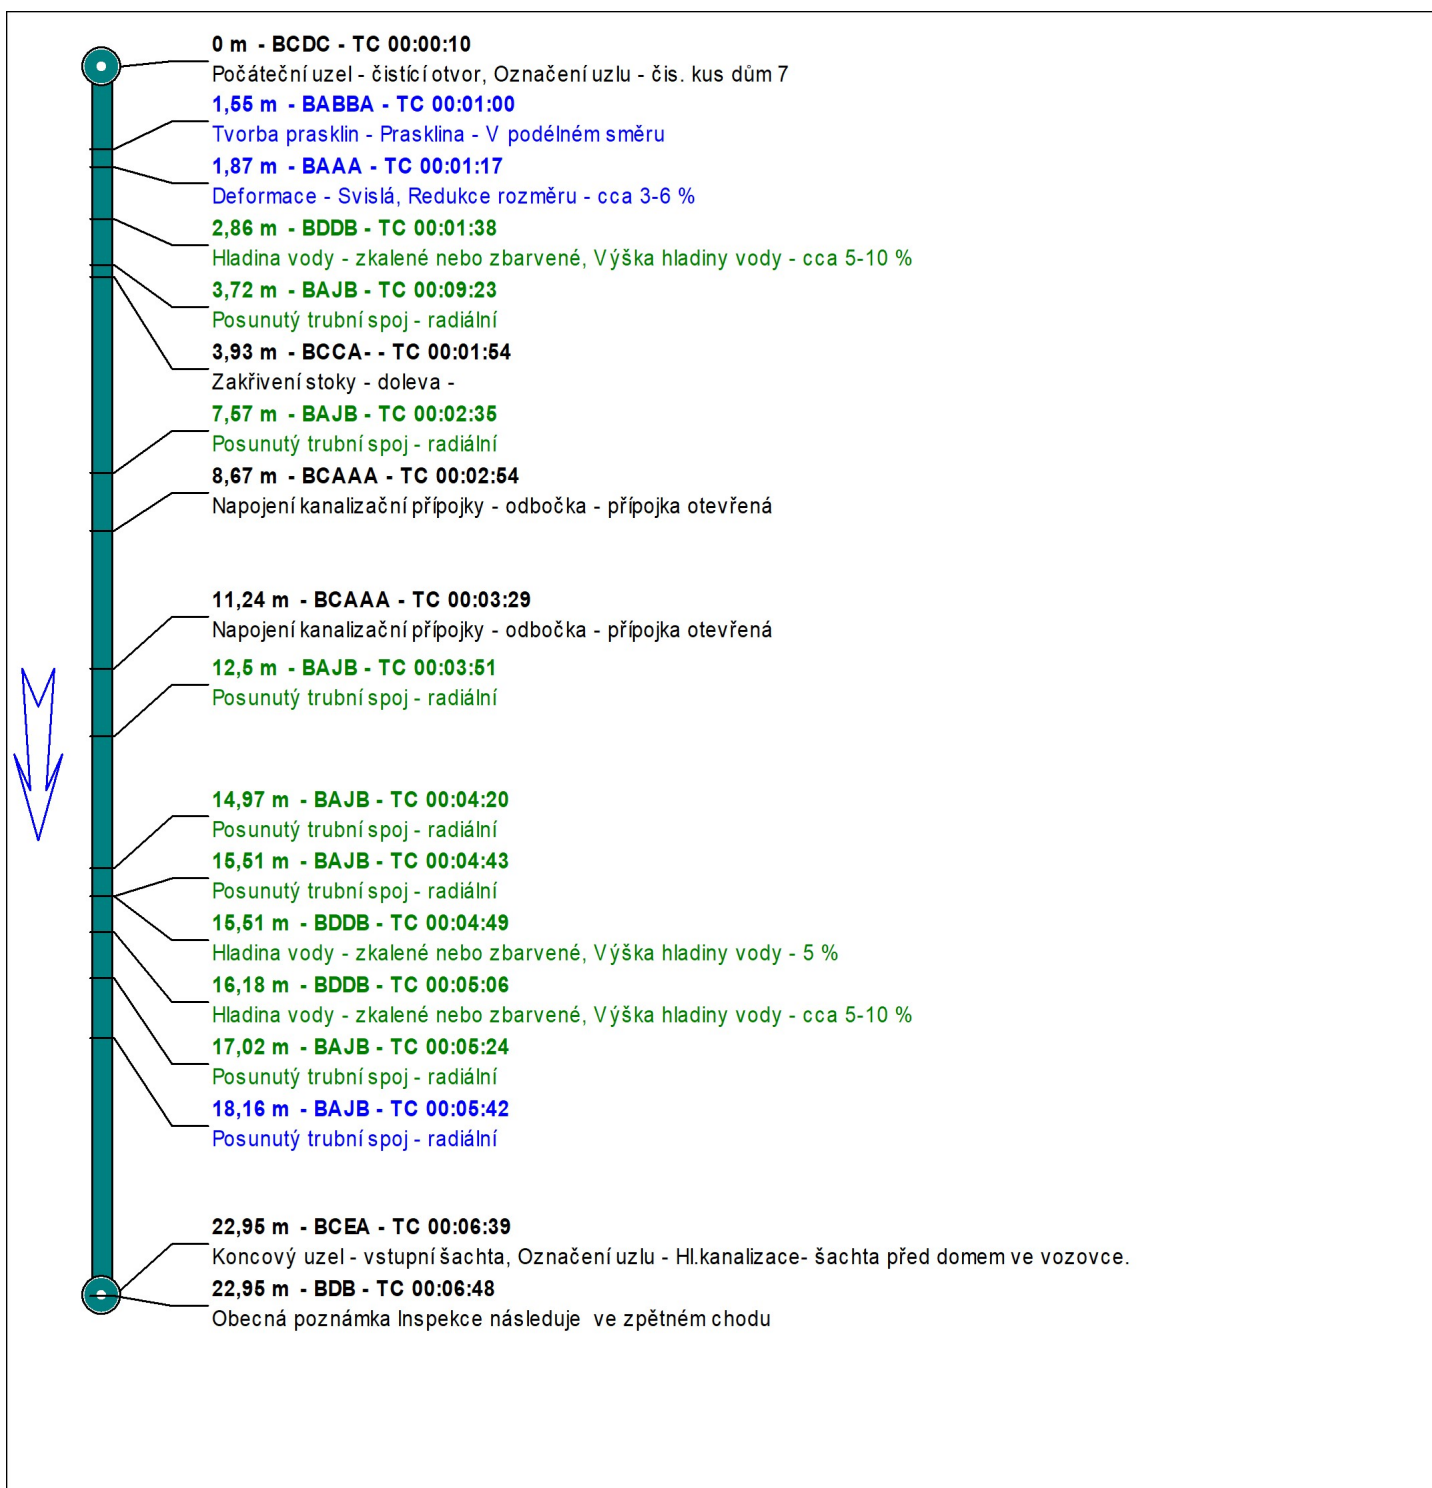 0 m - BCDC - TC 00:00:10
Počáteční uzel - čistící otvor, Označení uzlu - čis. kus dům 7
1,55 m - BABBA - TC 00:01:00
Tvorba prasklin - Prasklina - V podélném směru
1,87 m - BAAA - TC 00:01:17
Deformace - Svislá, Redukce rozměru - cca 3-6 %
2,86 m - BDDB - TC 00:01:38
Hladina vody - zkalené nebo zbarvené, Výška hladiny vody - cca 5-10 %
3,72 m - BAJB - TC 00:09:23
Posunutý trubní spoj - radiální
3,93 m - BCCA- - TC 00:01:54
Zakřivení stoky - doleva -
7,57 m - BAJB - TC 00:02:35
Posunutý trubní spoj - radiální
8,67 m - BCAAA - TC 00:02:54
Napojení kanalizační přípojky - odbočka - přípojka otevřená
11,24 m - BCAAA - TC 00:03:29
Napojení kanalizační přípojky - odbočka - přípojka otevřená
12,5 m - BAJB - TC 00:03:51
Posunutý trubní spoj - radiální
14,97 m - BAJB - TC 00:04:20
Posunutý trubní spoj - radiální
15,51 m - BAJB - TC 00:04:43
Posunutý trubní spoj - radiální
15,51 m - BDDB - TC 00:04:49
Hladina vody - zkalené nebo zbarvené, Výška hladiny vody - 5 %
16,18 m - BDDB - TC 00:05:06
Hladina vody - zkalené nebo zbarvené, Výška hladiny vody - cca 5-10 %
17,02 m - BAJB - TC 00:05:24
Posunutý trubní spoj - radiální
18,16 m - BAJB - TC 00:05:42
Posunutý trubní spoj - radiální
22,95 m - BCEA - TC 00:06:39
Koncový uzel - vstupní šachta, Označení uzlu - Hl.kanalizace- šachta před domem ve vozovce.
22,95 m - BDB - TC 00:06:48
Obecná poznámka Inspekce následuje  ve zpětném chodu